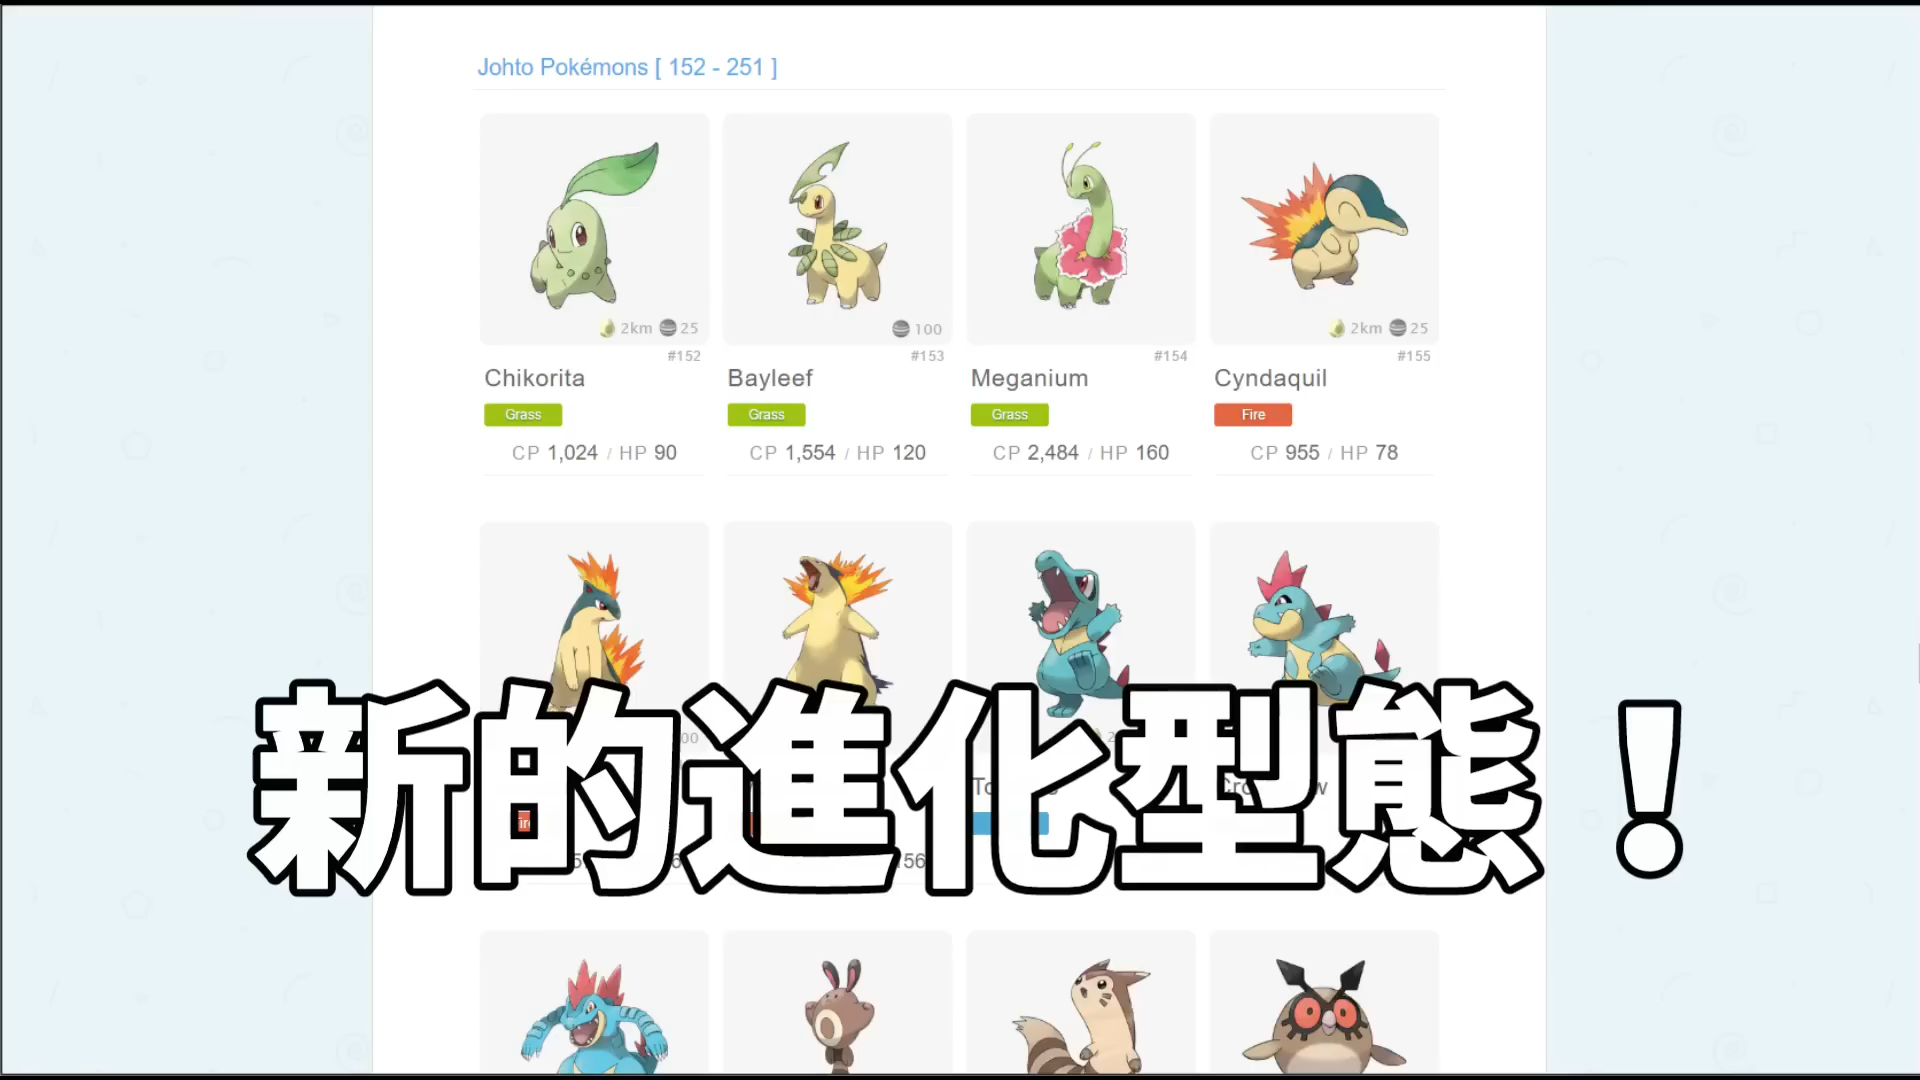 Johto Pokémons [ 152 - 251 ]
2km 25
100
2km 25
#152
#153
#154
#155
Chikorita
Bayleef
Meganium
Cyndaquil
Grass
Grass
Grass
Fire
CP 1,024 / HP 90
CP 1,554 / HP 120
CP 2,484 / HP 160
CP 955 / HP 78
新的進化型態！